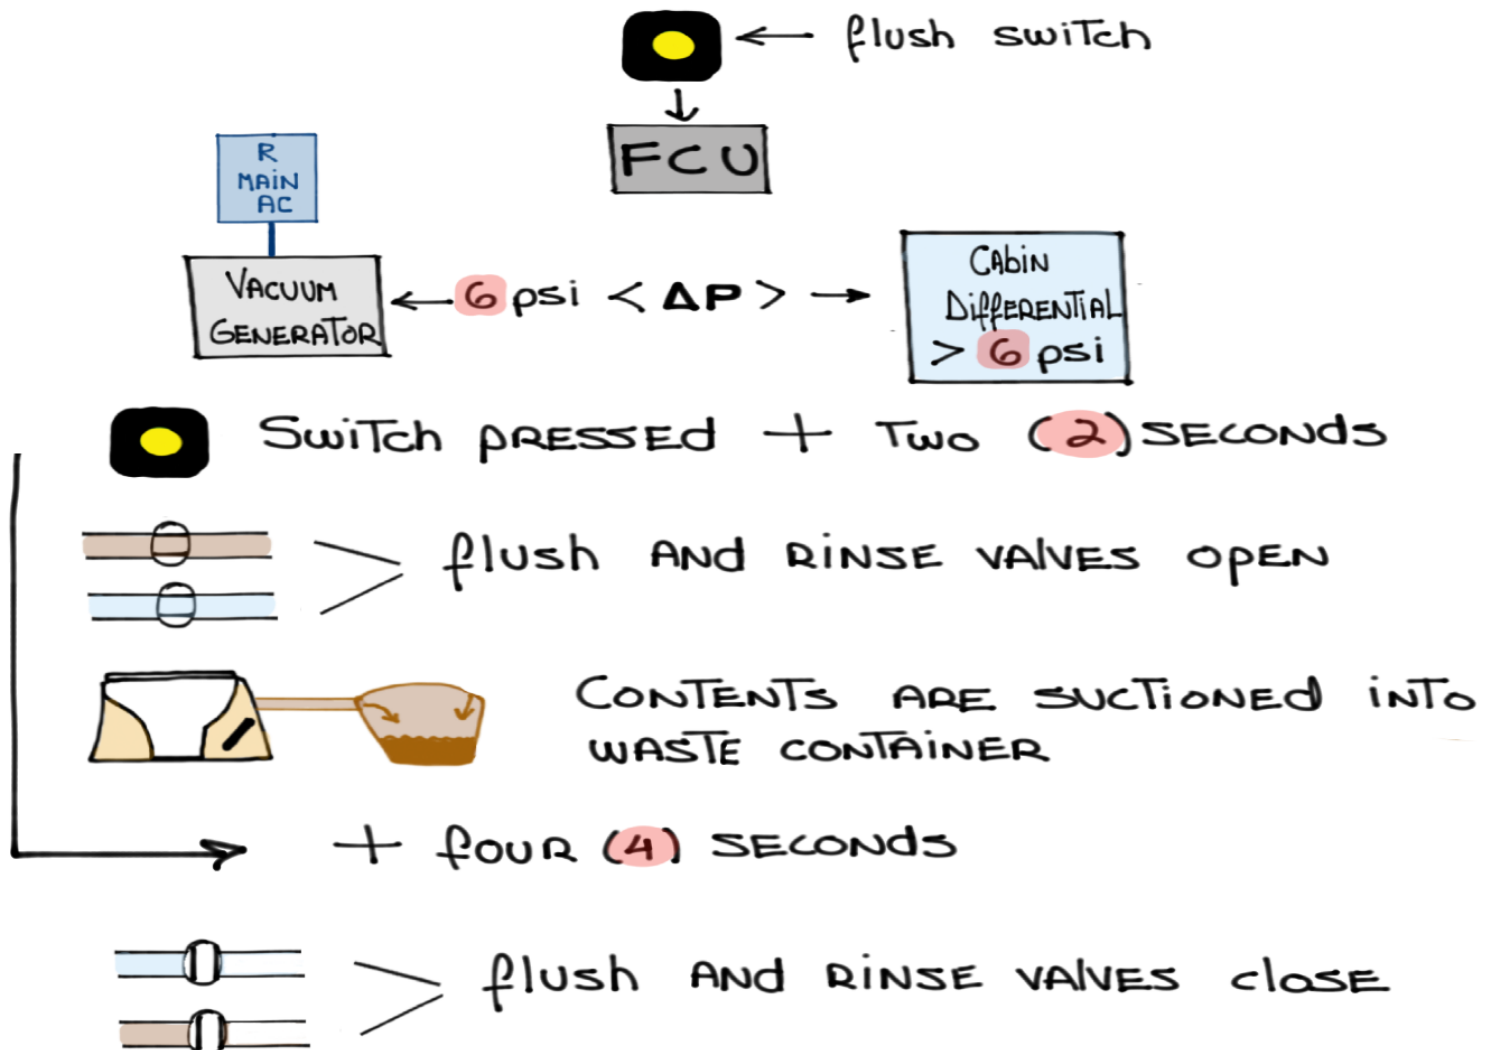 flush switch
FCU
R
MAIN
AC
VACUUM
GENERATOR
6 psi < ΔP >
CAbiN
DiffERENTIAL
> 6 psi
SwiTch pRESSEd + Two (2) SECONdS
flush ANd RINSE VALVES OpEN
CONTENTS ARE SUCTIONEd INTO
WASTE CONTAINER
+ fOUR (4) SECONdS
flush ANd RINSE VALVES closE